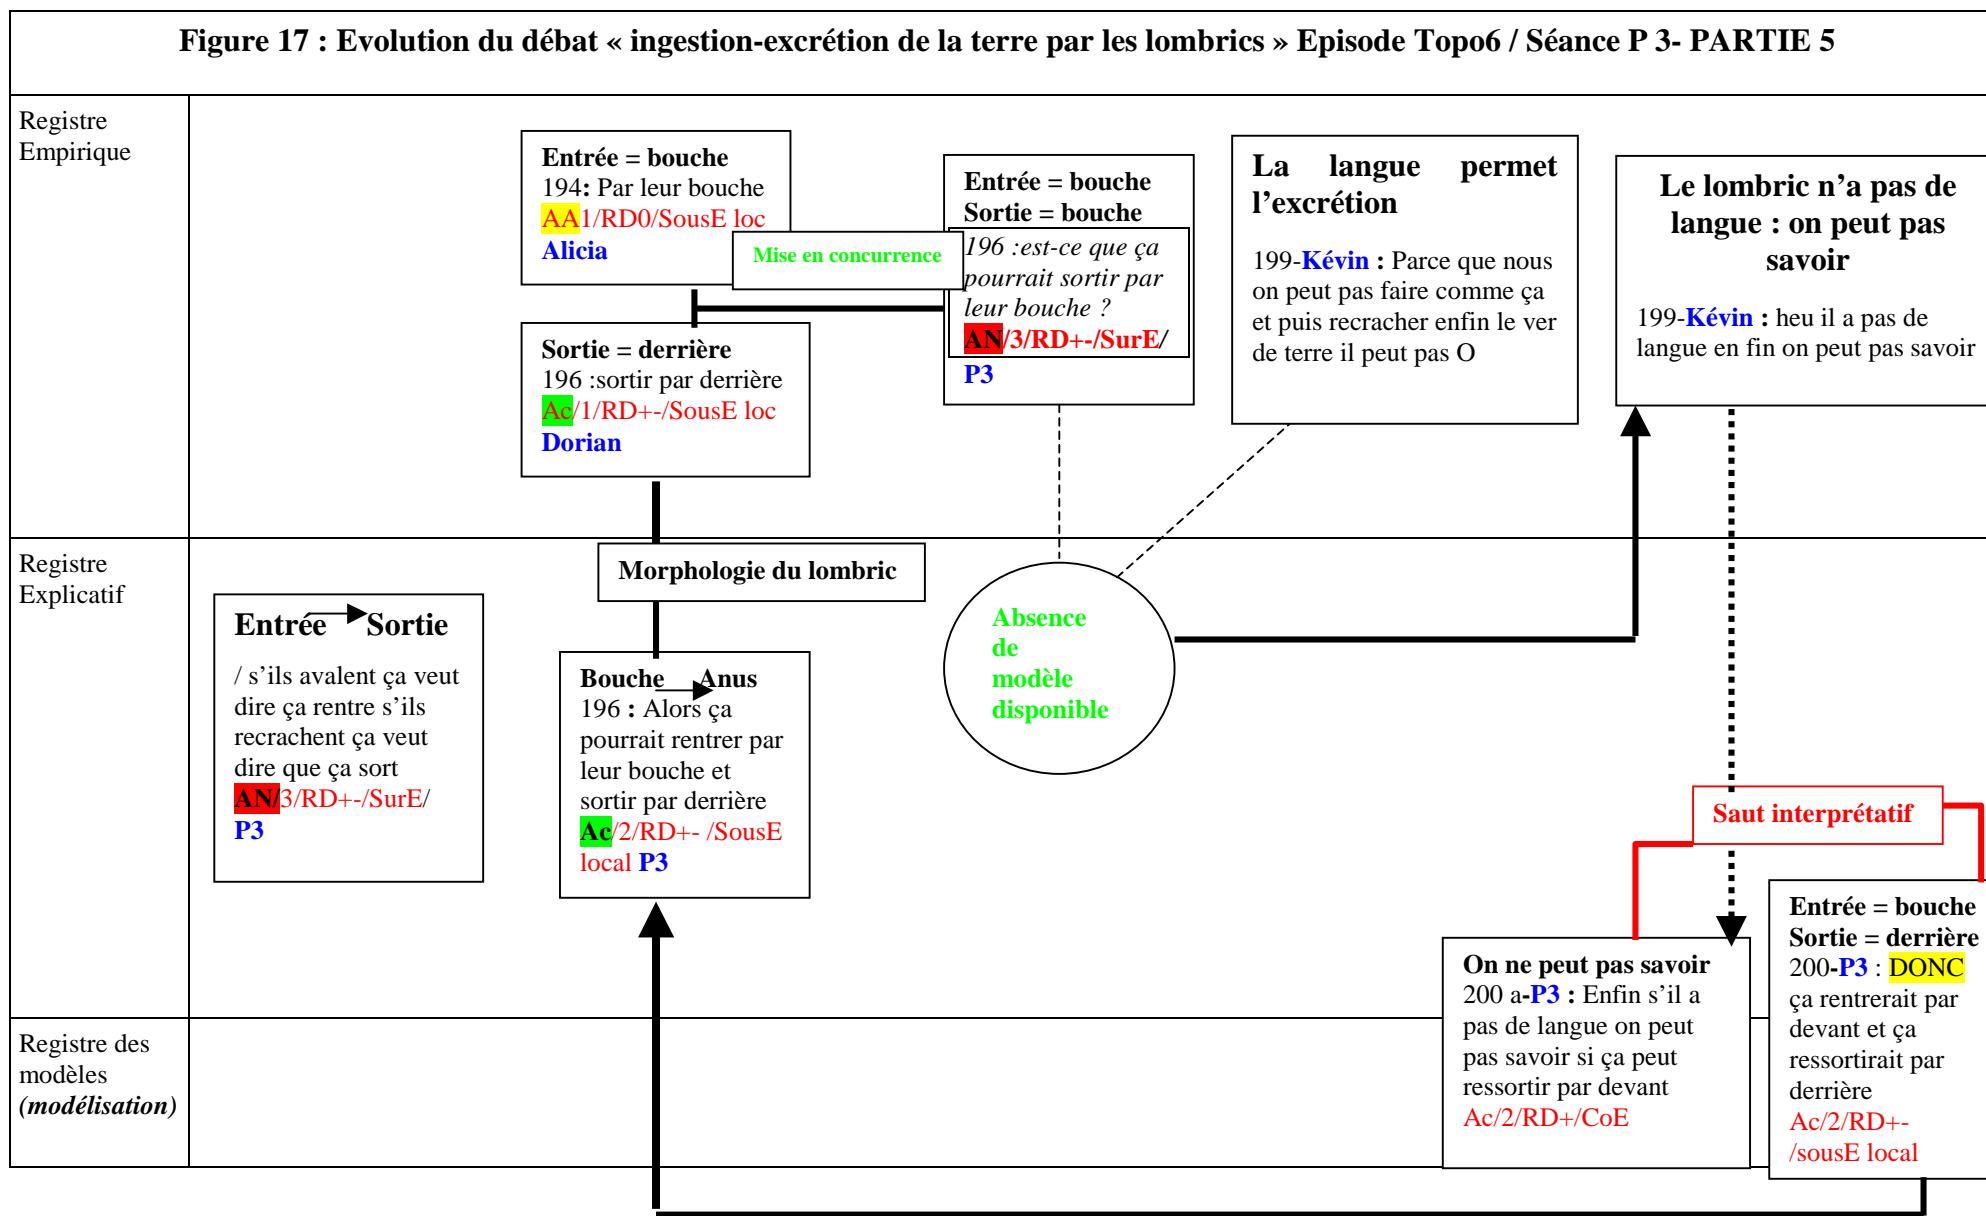 Figure 17 : Evolution du débat « ingestion-excrétion de la terre par les lombrics » Episode Topo6 / Séance P 3- PARTIE 5
Registre
Empirique
Entrée = bouche
194: Par leur bouche
AA1/RD0/SousE loc
Alicia
Mise en concurrence
Sortie = derrière
196 :sortir par derrière
Ac/1/RD+-/SousE loc
Dorian
Entrée = bouche
Sortie = bouche
196 :est-ce que ça
pourrait sortir par
leur bouche ?
AN/3/RD+-/SurE/
P3
La langue permet
l’excrétion
199-Kévin : Parce que nous
on peut pas faire comme ça
et puis recracher enfin le ver
de terre il peut pas O
Le lombric n’a pas de
langue : on peut pas
savoir
199-Kévin : heu il a pas de
langue en fin on peut pas savoir
Registre
Explicatif
Morphologie du lombric
Entrée Sortie
/ s’ils avalent ça veut
dire ça rentre s’ils
recrachent ça veut
dire que ça sort
AN/3/RD+-/SurE/
P3
Bouche Anus
196 : Alors ça
pourrait rentrer par
leur bouche et
sortir par derrière
Ac/2/RD+- /SousE
local P3
Absence
de
modèle
disponible
Saut interprétatif
On ne peut pas savoir
200 a-P3 : Enfin s’il a
pas de langue on peut
pas savoir si ça peut
ressortir par devant
Ac/2/RD+/CoE
Entrée = bouche
Sortie = derrière
200-P3 : DONC
ça rentrerait par
devant et ça
ressortirait par
derrière
Ac/2/RD+-
/sousE local
Registre des
modèles
(modélisation)